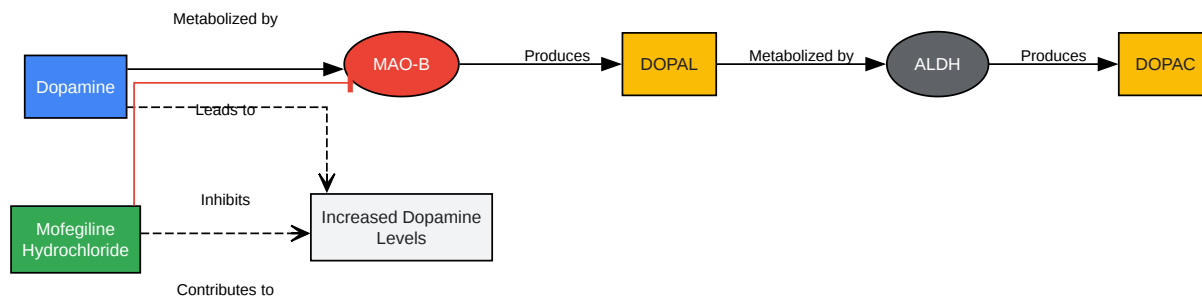 Metabolized by
MAO-B
Produces
DOPAL
Metabolized by
ALDH
Produces
DOPAC
Dopamine
Leads to
Inhibits
Mofegiline
Hydrochloride
Increased Dopamine
Levels
Contributes to